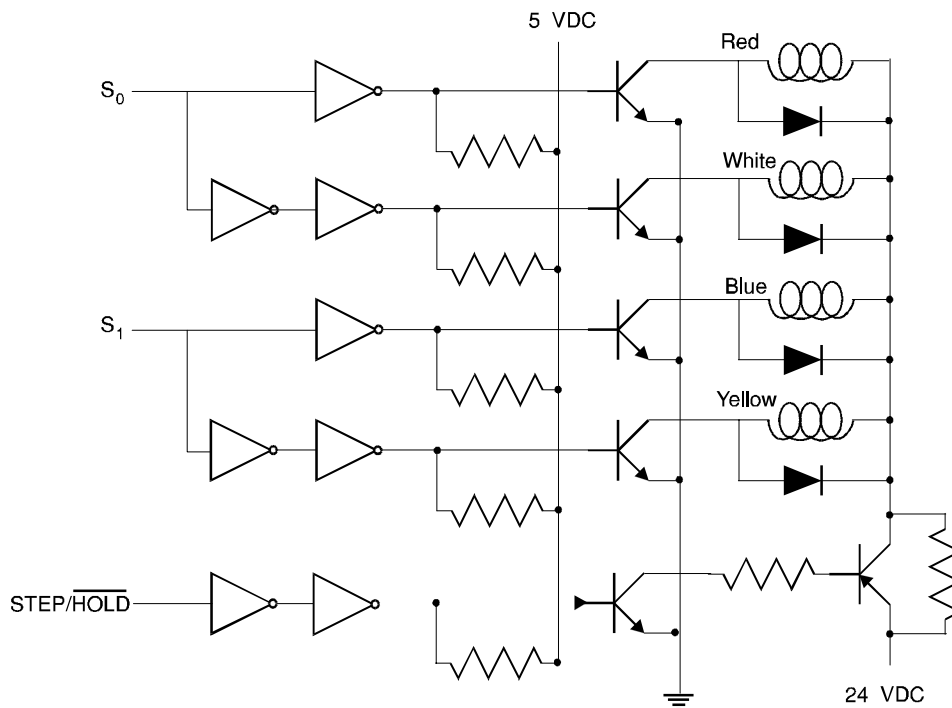 5 VDC
Red
S0
White
Blue
S1
Yellow
STEP/HOLD
24 VDC